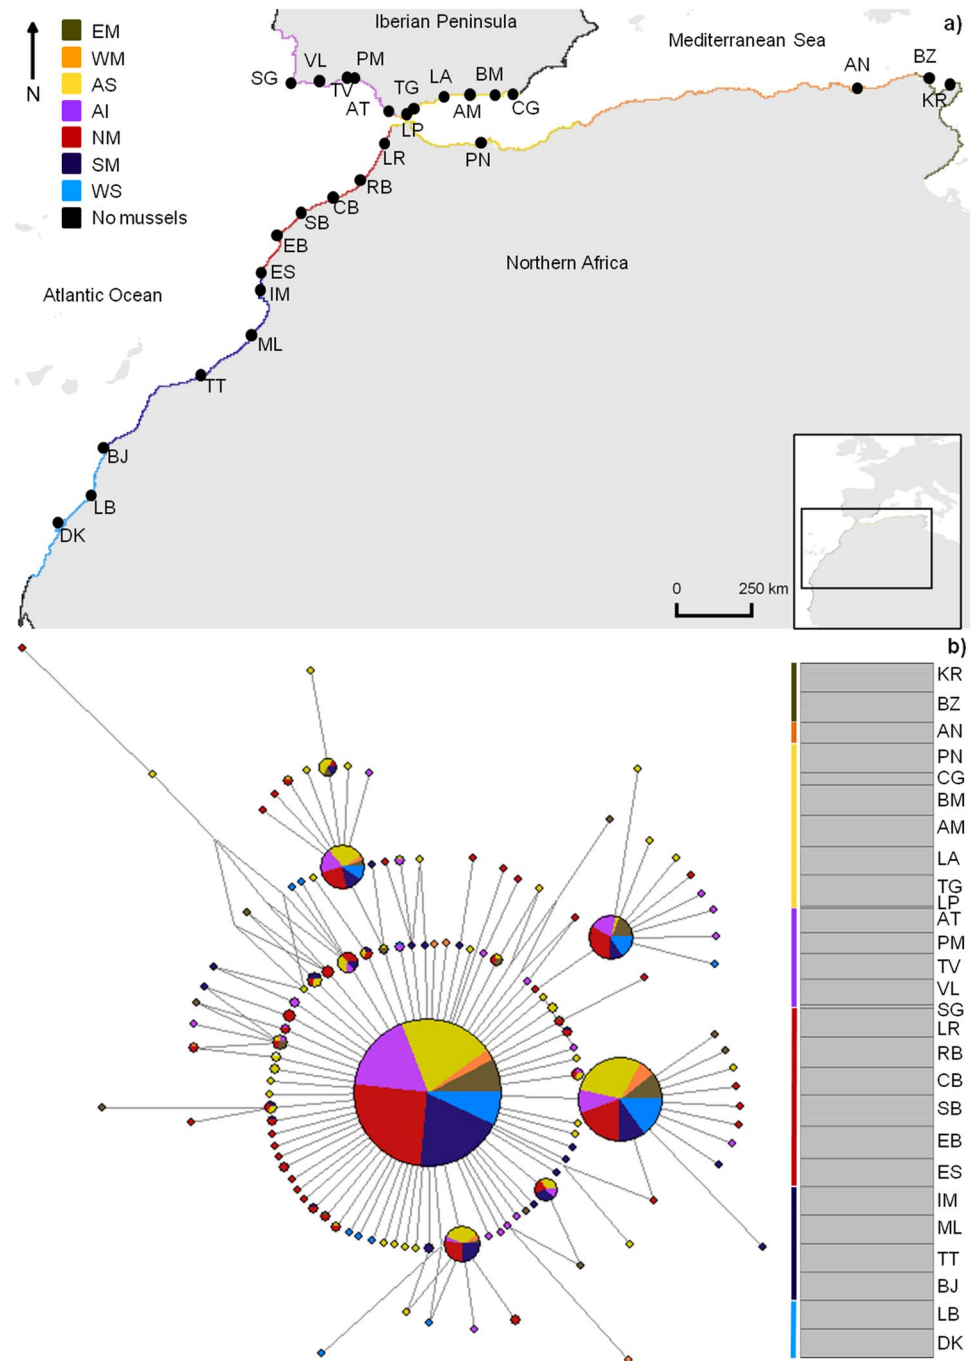 a)
N
EM
WM
AS
AI
NM
SM
WS
No mussels
Iberian Peninsula
Mediterranean Sea
SG
VL
TV
PM
AT
TG
LP
LA
AM
BM
CG
AN
BZ
KR
PN
LR
RB
CB
SB
EB
ES
IM
ML
TT
BJ
LB
DK
Northern Africa
Atlantic Ocean
0 250 km
b)
KR
BZ
AN
PN
CG
BM
AM
LA
TG
LP
AT
PM
TV
VL
SG
LR
RB
CB
SB
EB
ES
IM
ML
TT
BJ
LB
DK